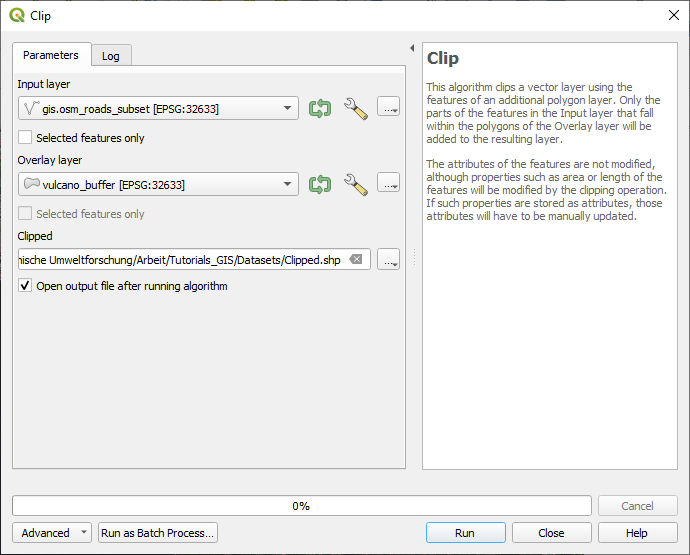 Clip
Parameters
Log
Input layer
gis.osm_roads_subset [EPSG:32633]
...
Selected features only
Overlay layer
vulcano_buffer [EPSG:32633]
...
Selected features only
Clipped
nische Umweltforschung/Arbeit/Tutorials_GIS/Datasets/Clipped.shp
...
Open output file after running algorithm
Clip
This algorithm clips a vector layer using the
features of an additional polygon layer. Only the
parts of the features in the Input layer that fall
within the polygons of the Overlay layer will be
added to the resulting layer.
The attributes of the features are not modified,
although properties such as area or length of the
features will be modified by the clipping operation.
If such properties are stored as attributes, those
attributes will have to be manually updated.
0%
Cancel
Advanced
Run as Batch Process...
Run
Close
Help